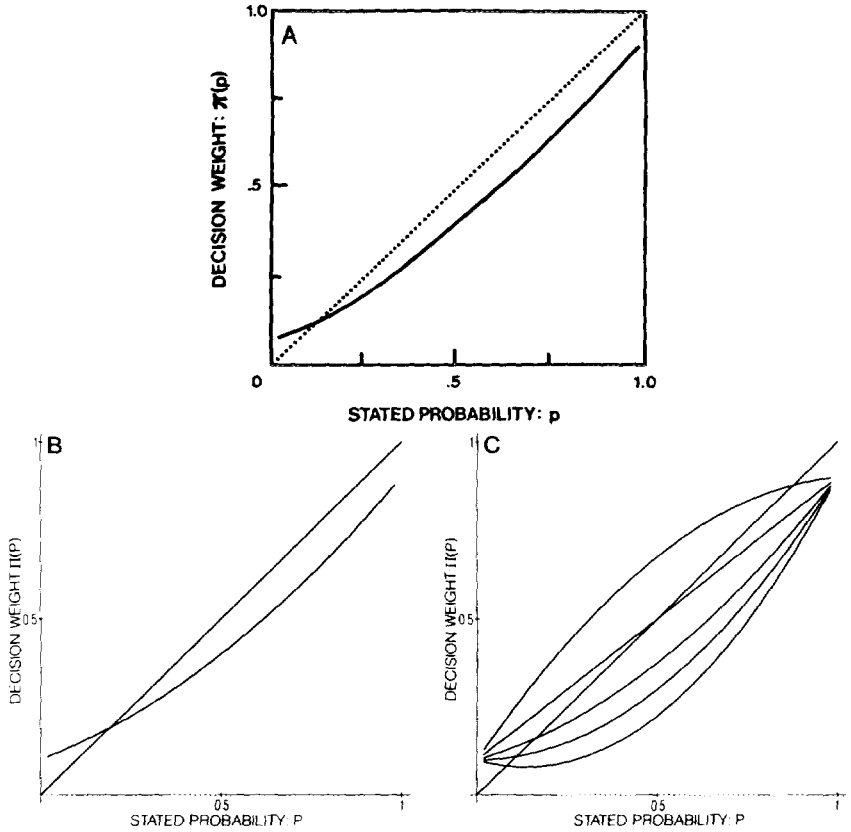 1.0
A
DECISION WEIGHT: π(p)
.5
0 .5 1.0
STATED PROBABILITY: p
1
B
DECISION WEIGHT Π(P)
0.5
0.5 1
STATED PROBABILITY: P
1
C
DECISION WEIGHT Π(P)
0.5
0.5 1
STATED PROBABILITY: P